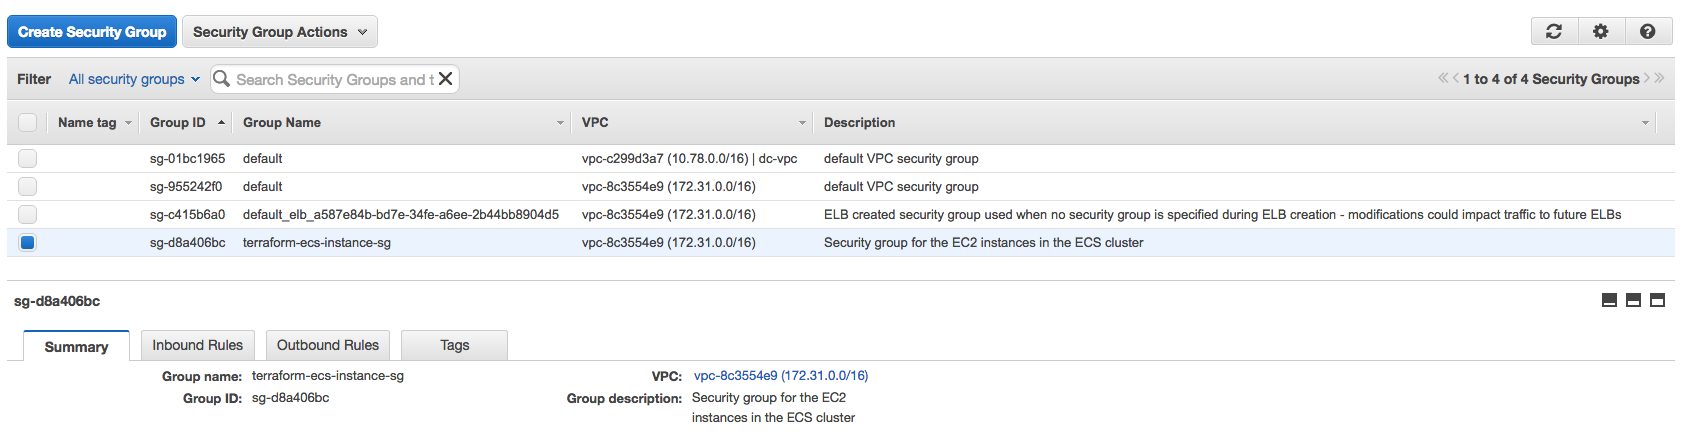 Create Security Group Security Group Actions
Filter All security groups Search Security Groups and t 1 to 4 of 4 Security Groups
Name tag Group ID Group Name VPC Description
sg-01bc1965 default vpc-c299d3a7 (10.78.0.0/16) | dc-vpc default VPC security group
sg-955242f0 default vpc-8c3554e9 (172.31.0.0/16) default VPC security group
sg-c415b6a0 default_elb_a587e84b-bd7e-34fe-a6ee-2b44bb8904d5 vpc-8c3554e9 (172.31.0.0/16) ELB created security group used when no security group is specified during ELB creation - modifications could impact traffic to future ELBs
sg-d8a406bc terraform-ecs-instance-sg vpc-8c3554e9 (172.31.0.0/16) Security group for the EC2 instances in the ECS cluster
sg-d8a406bc
Summary Inbound Rules Outbound Rules Tags
Group name: terraform-ecs-instance-sg VPC: vpc-8c3554e9 (172.31.0.0/16)
Group ID: sg-d8a406bc Group description: Security group for the EC2
instances in the ECS cluster